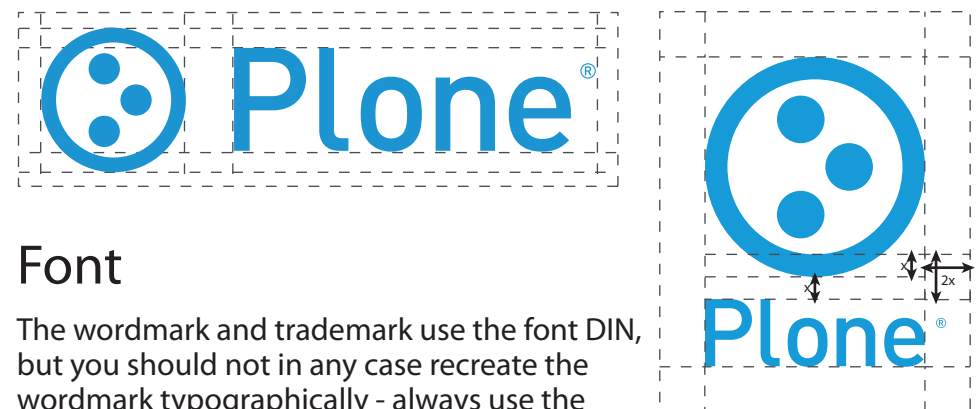 Plone®
Font
The wordmark and trademark use the font DIN,
but you should not in any case recreate the
wordmark typographically - always use the
x
2x
x
Plone®